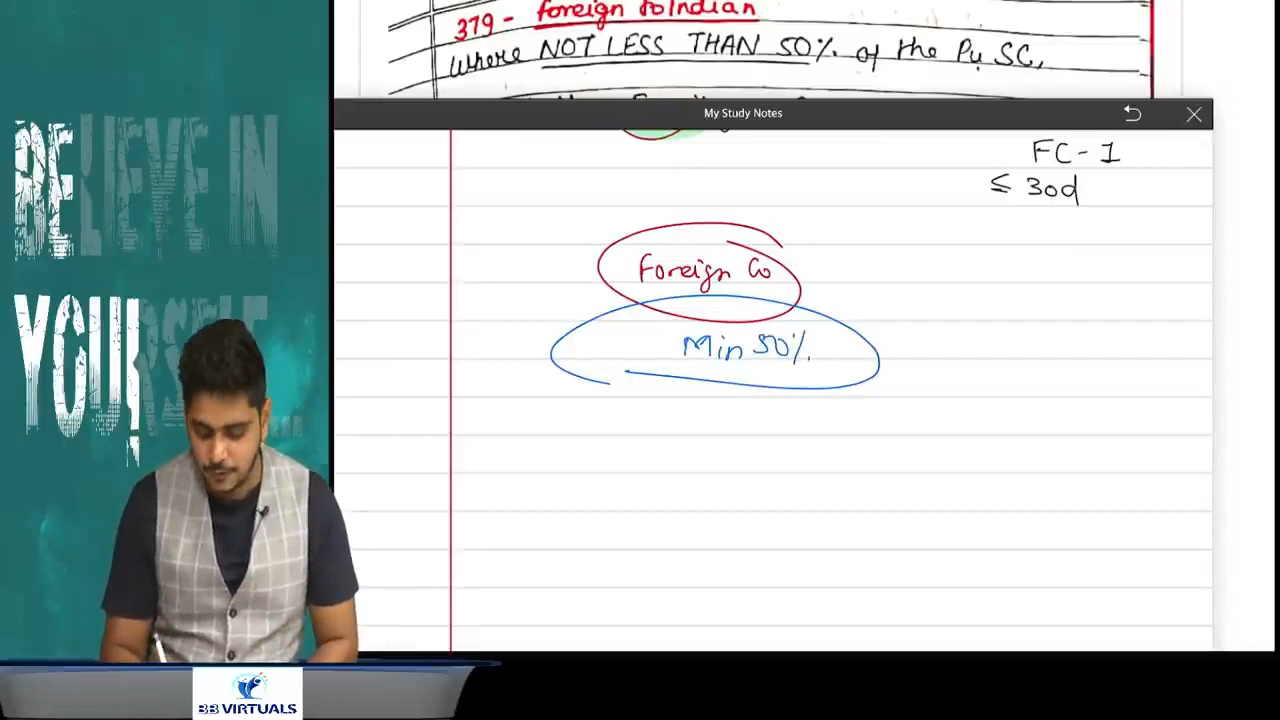 379 - foreign to Indian
Where NOT LESS THAN 50% of the Pu SC,
My Study Notes
FC - 1
≤ 30d
Foreign Co
Min 50%
BELIEVE IN
YOURSELF...
BB VIRTUALS